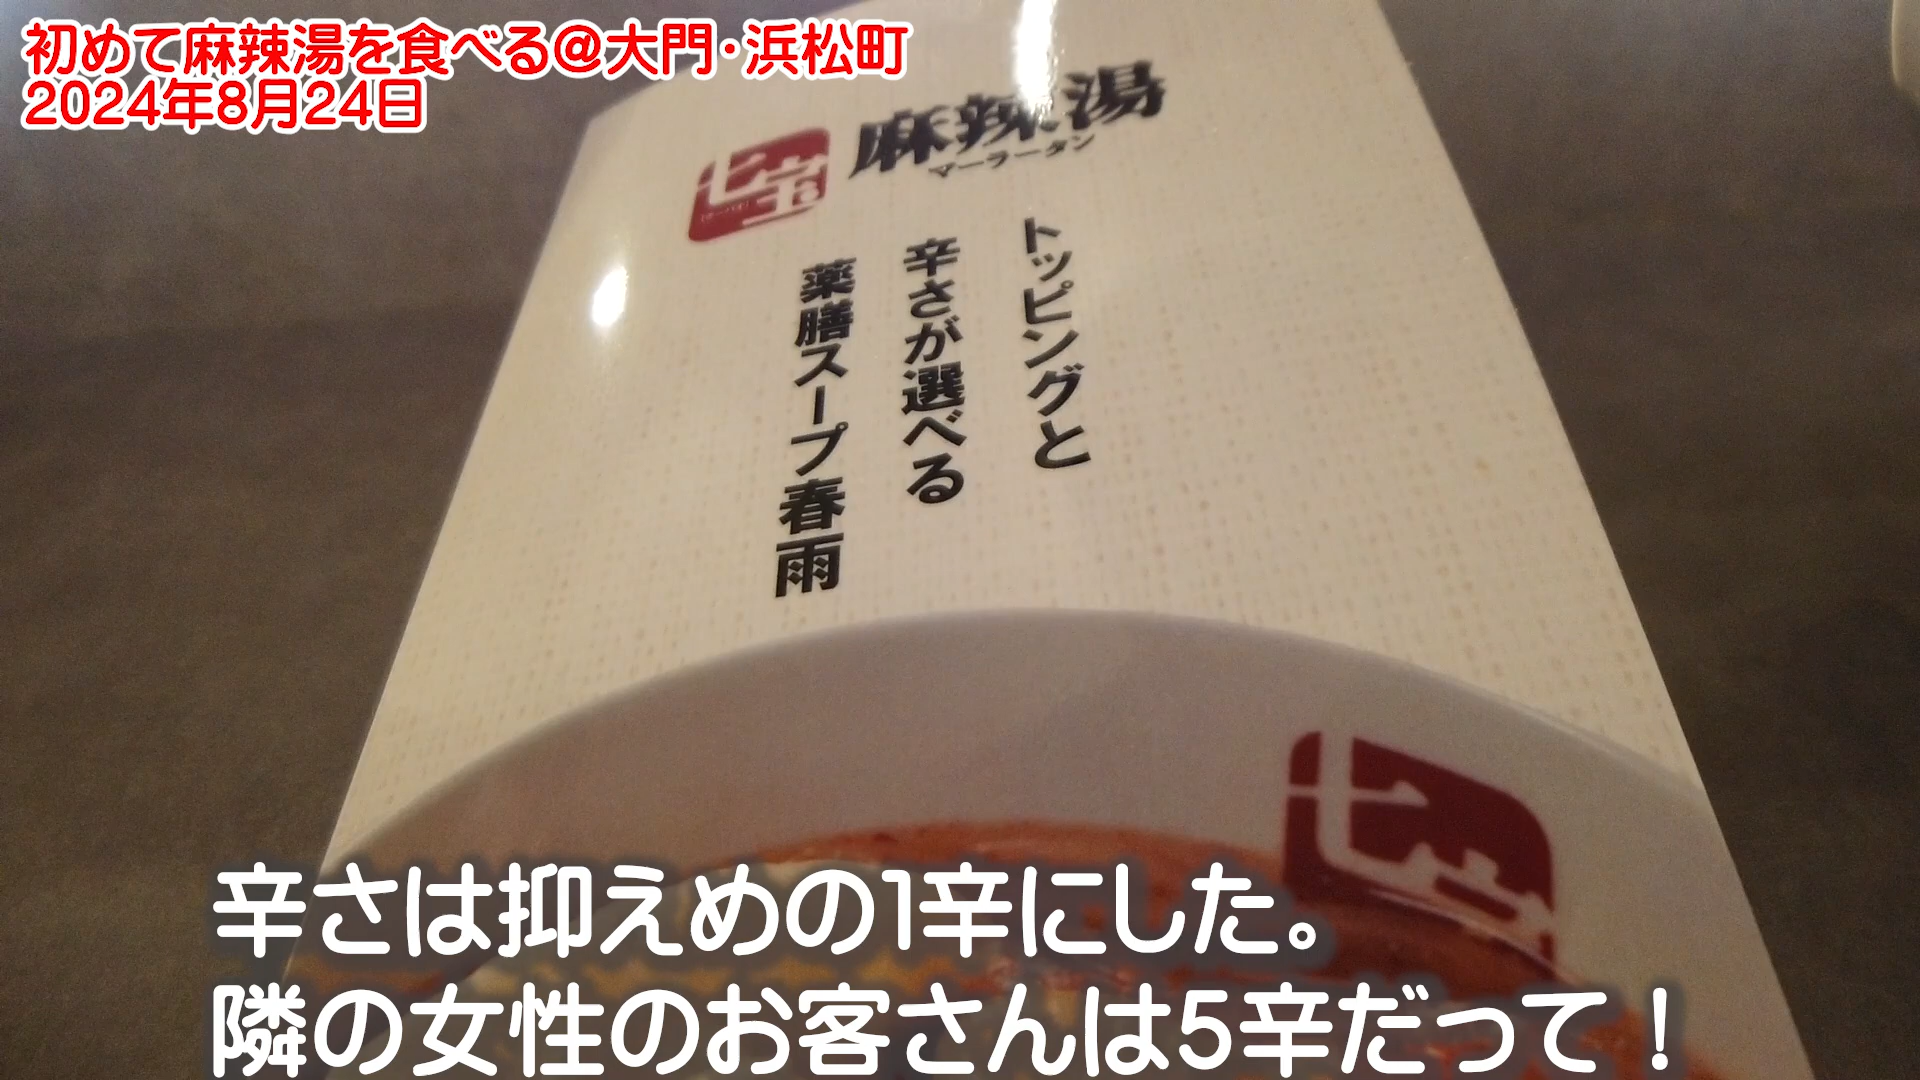 初めて麻辣湯を食べる@大門・浜松町
2024年8月24日
七宝
麻辣湯
マーラータン
トッピングと
辛さが選べる
薬膳スープ春雨
七宝
辛さは抑えめの1辛にした。
隣の女性のお客さんは5辛だって！